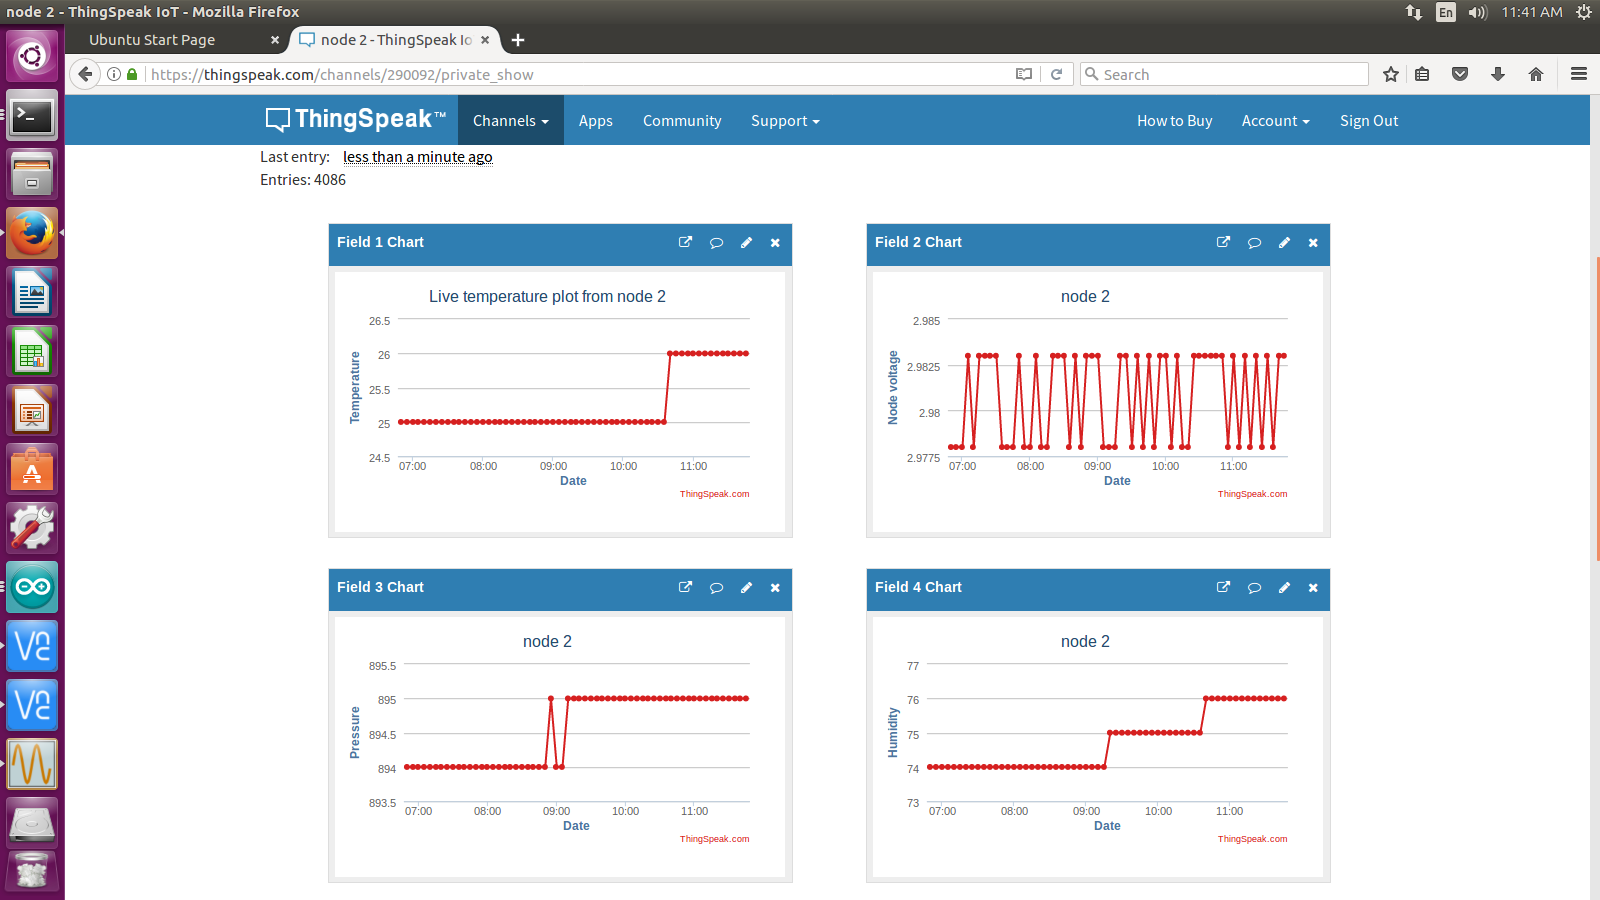 node 2 - ThingSpeak IoT - Mozilla Firefox
En
11:41 AM
Ubuntu Start Page
node 2 - ThingSpeak Io
https://thingspeak.com/channels/290092/private_show
Search
ThingSpeak™
Channels
Apps
Community
Support
How to Buy
Account
Sign Out
Last entry: less than a minute ago
Entries: 4086
Field 1 Chart
Live temperature plot from node 2
Temperature
26.5
26
25.5
25
24.5
07:00 08:00 09:00 10:00 11:00
Date
ThingSpeak.com
Field 2 Chart
node 2
Node voltage
2.985
2.9825
2.98
2.9775
07:00 08:00 09:00 10:00 11:00
Date
ThingSpeak.com
Field 3 Chart
node 2
Pressure
895.5
895
894.5
894
893.5
07:00 08:00 09:00 10:00 11:00
Date
ThingSpeak.com
Field 4 Chart
node 2
Humidity
77
76
75
74
73
07:00 08:00 09:00 10:00 11:00
Date
ThingSpeak.com